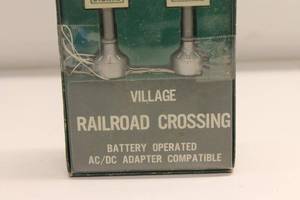 VILLAGE
RAILROAD CROSSING
BATTERY OPERATED
AC/DC ADAPTER COMPATIBLE